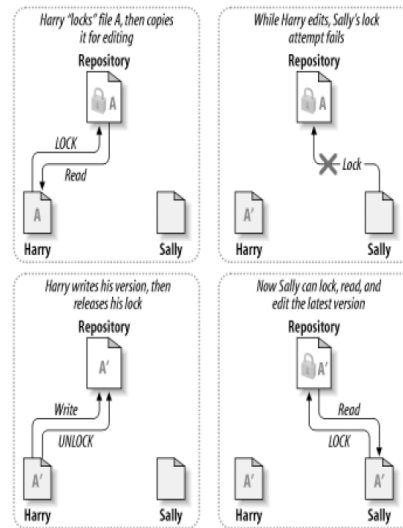 Harry "locks" file A, then copies
it for editing
Repository
A
LOCK
Read
A
Harry
Sally
While Harry edits, Sally's lock
attempt fails
Repository
A
Lock
A'
Harry
Sally
Harry writes his version, then
releases his lock
Repository
A'
Write
UNLOCK
A'
Harry
Sally
Now Sally can lock, read, and
edit the latest version
Repository
A'
Read
LOCK
A'
A'
Harry
Sally